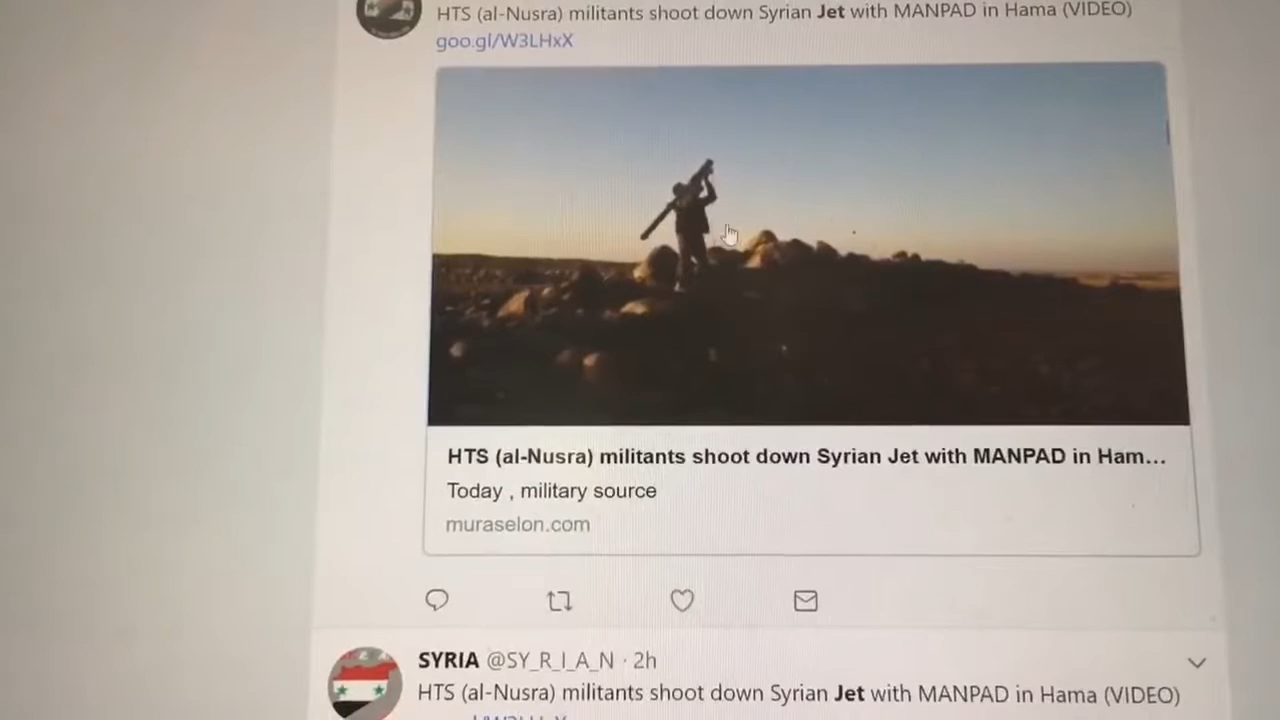 HTS (al-Nusra) militants shoot down Syrian Jet with MANPAD in Hama (VIDEO)
goo.gl/W3LHxX
HTS (al-Nusra) militants shoot down Syrian Jet with MANPAD in Ham...
Today , military source
muraselon.com
SYRIA @SY_R_I_A_N · 2h
HTS (al-Nusra) militants shoot down Syrian Jet with MANPAD in Hama (VIDEO)